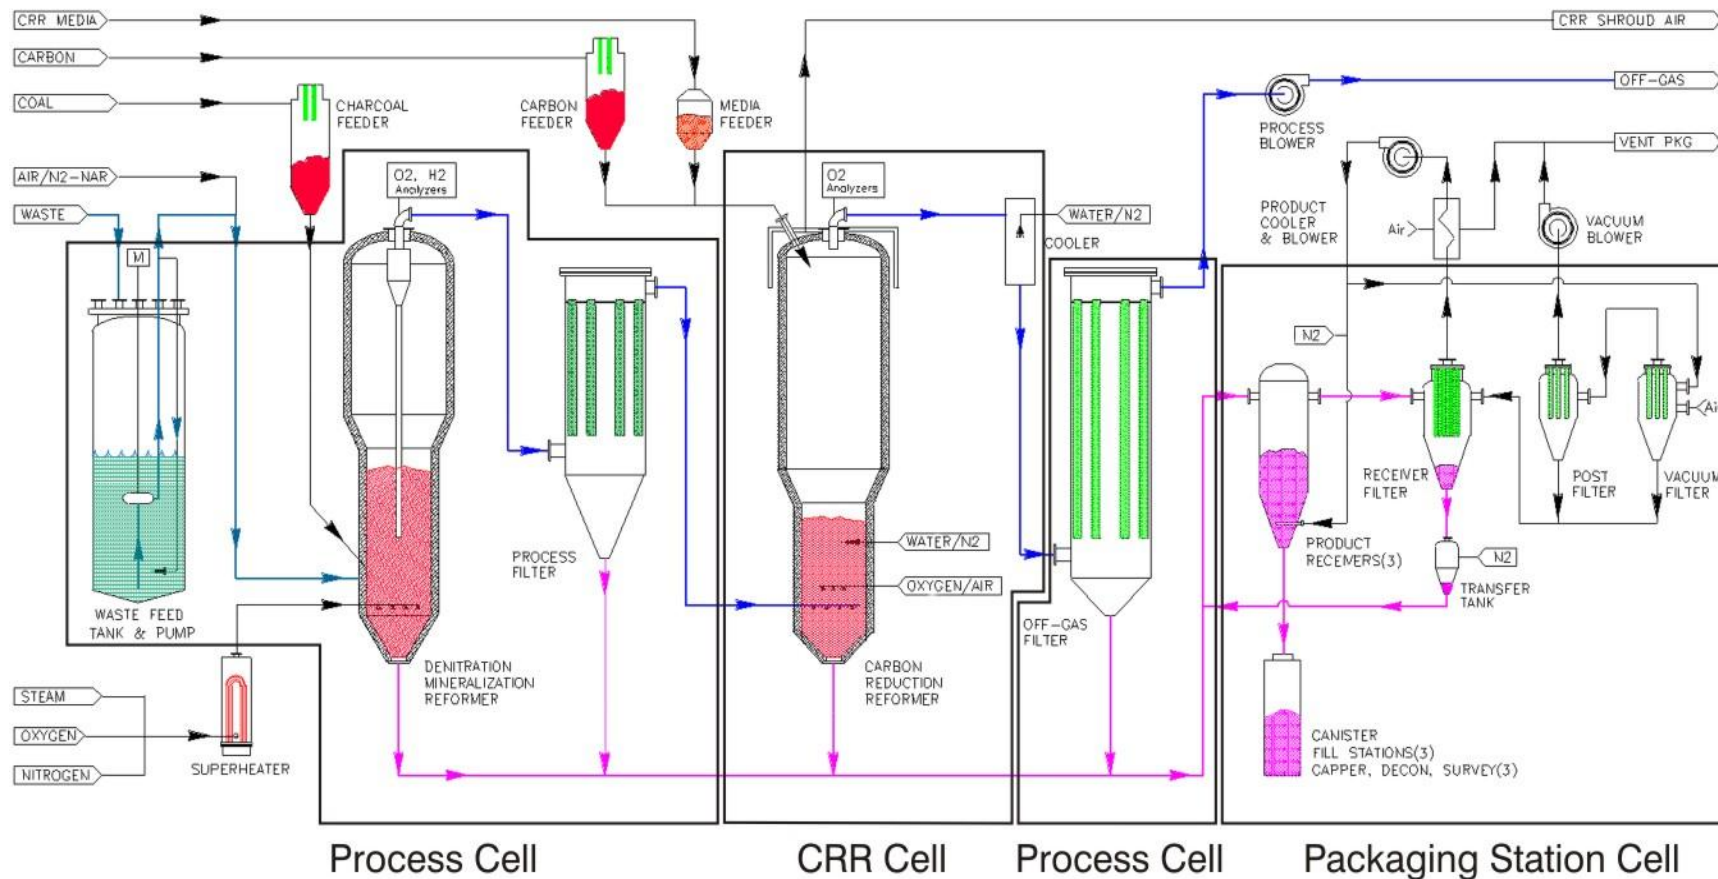 CRR MEDIA
CARBON
COAL
AIR/N2-NAR
WASTE
CHARCOAL
FEEDER
CARBON
FEEDER
MEDIA
FEEDER
CRR SHROUD AIR
OFF-GAS
VENT PKG
PROCESS
BLOWER
O2, H2
Analyzers
O2
Analyzers
WATER/N2
COOLER
PRODUCT
COOLER
& BLOWER
Air
VACUUM
BLOWER
M
N2
Air
RECEIVER
FILTER
POST
FILTER
VACUUM
FILTER
PROCESS
FILTER
WATER/N2
OXYGEN/AIR
PRODUCT
RECEIVERS(3)
N2
TRANSFER
TANK
WASTE FEED
TANK & PUMP
OFF-GAS
FILTER
DENITRATION
MINERALIZATION
REFORMER
CARBON
REDUCTION
REFORMER
STEAM
OXYGEN
NITROGEN
SUPERHEATER
CANISTER
FILL STATIONS(3)
CAPPER, DECON, SURVEY(3)
Process Cell
CRR Cell
Process Cell
Packaging Station Cell